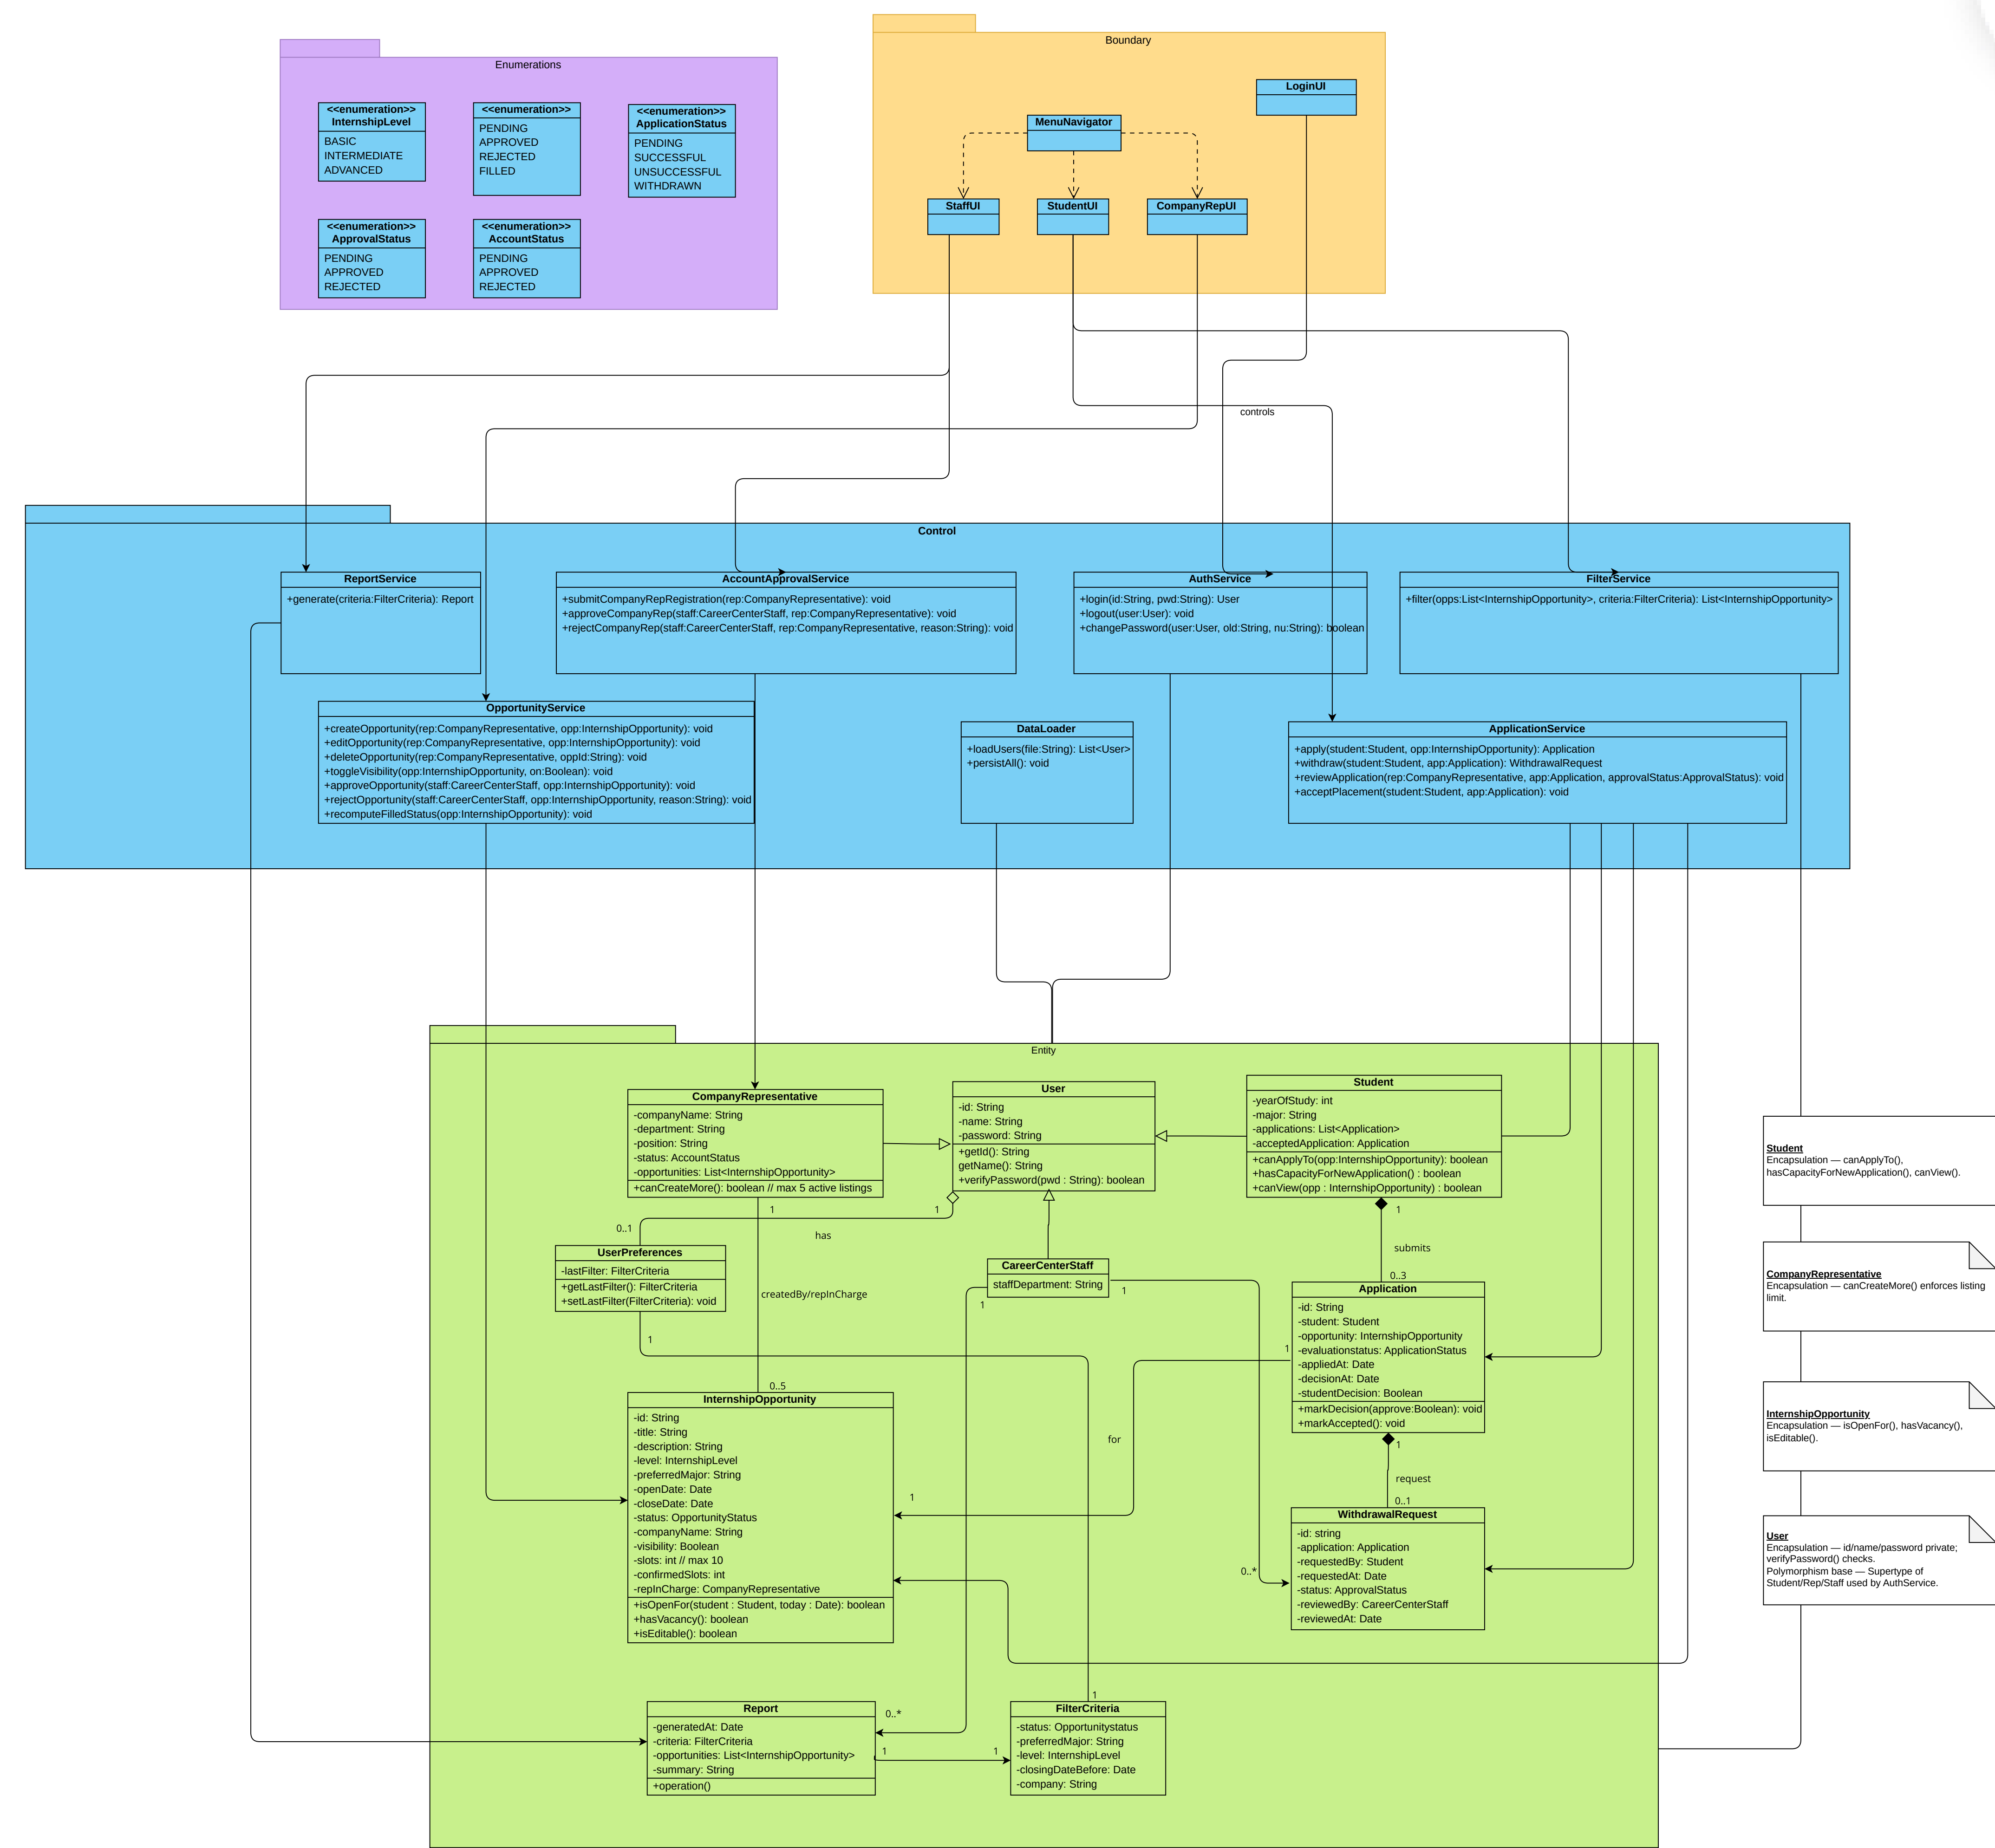 Boundary
LoginUI
MenuNavigator
StaffUI
StudentUI
CompanyRepUI
Enumerations
<<enumeration>>
InternshipLevel
BASIC
INTERMEDIATE
ADVANCED
<<enumeration>>
PENDING
APPROVED
REJECTED
FILLED
<<enumeration>>
ApplicationStatus
PENDING
SUCCESSFUL
UNSUCCESSFUL
WITHDRAWN
<<enumeration>>
ApprovalStatus
PENDING
APPROVED
REJECTED
<<enumeration>>
AccountStatus
PENDING
APPROVED
REJECTED
controls
Control
ReportService
+generate(criteria:FilterCriteria): Report
AccountApprovalService
+submitCompanyRepRegistration(rep:CompanyRepresentative): void
+approveCompanyRep(staff:CareerCenterStaff, rep:CompanyRepresentative): void
+rejectCompanyRep(staff:CareerCenterStaff, rep:CompanyRepresentative, reason:String): void
AuthService
+login(id:String, pwd:String): User
+logout(user:User): void
+changePassword(user:User, old:String, nu:String): boolean
FilterService
+filter(opps:List<InternshipOpportunity>, criteria:FilterCriteria): List<InternshipOpportunity>
OpportunityService
+createOpportunity(rep:CompanyRepresentative, opp:InternshipOpportunity): void
+editOpportunity(rep:CompanyRepresentative, opp:InternshipOpportunity): void
+deleteOpportunity(rep:CompanyRepresentative, oppId:String): void
+toggleVisibility(opp:InternshipOpportunity, on:Boolean): void
+approveOpportunity(staff:CareerCenterStaff, opp:InternshipOpportunity): void
+rejectOpportunity(staff:CareerCenterStaff, opp:InternshipOpportunity, reason:String): void
+recomputeFilledStatus(opp:InternshipOpportunity): void
DataLoader
+loadUsers(file:String): List<User>
+persistAll(): void
ApplicationService
+apply(student:Student, opp:InternshipOpportunity): Application
+withdraw(student:Student, app:Application): WithdrawalRequest
+reviewApplication(rep:CompanyRepresentative, app:Application, approvalStatus:ApprovalStatus): void
+acceptPlacement(student:Student, app:Application): void
Entity
CompanyRepresentative
-companyName: String
-department: String
-position: String
-status: AccountStatus
-opportunities: List<InternshipOpportunity>
+canCreateMore(): boolean // max 5 active listings
User
-id: String
-name: String
-password: String
+getId(): String
getName(): String
+verifyPassword(pwd : String): boolean
Student
-yearOfStudy: int
-major: String
-applications: List<Application>
-acceptedApplication: Application
+canApplyTo(opp:InternshipOpportunity): boolean
+hasCapacityForNewApplication() : boolean
+canView(opp : InternshipOpportunity) : boolean
1
1
1
0..1
has
submits
0..3
UserPreferences
-lastFilter: FilterCriteria
+getLastFilter(): FilterCriteria
+setLastFilter(FilterCriteria): void
createdBy/repInCharge
CareerCenterStaff
staffDepartment: String
1
1
1
1
0..5
Application
-id: String
-student: Student
-opportunity: InternshipOpportunity
-evaluationstatus: ApplicationStatus
-appliedAt: Date
-decisionAt: Date
-studentDecision: Boolean
+markDecision(approve:Boolean): void
+markAccepted(): void
InternshipOpportunity
-id: String
-title: String
-description: String
-level: InternshipLevel
-preferredMajor: String
-openDate: Date
-closeDate: Date
-status: OpportunityStatus
-companyName: String
-visibility: Boolean
-slots: int // max 10
-confirmedSlots: int
-repInCharge: CompanyRepresentative
+isOpenFor(student : Student, today : Date): boolean
+hasVacancy(): boolean
+isEditable(): boolean
for
1
1
request
0..1
0..*
WithdrawalRequest
-id: string
-application: Application
-requestedBy: Student
-requestedAt: Date
-status: ApprovalStatus
-reviewedBy: CareerCenterStaff
-reviewedAt: Date
Report
-generatedAt: Date
-criteria: FilterCriteria
-opportunities: List<InternshipOpportunity>
-summary: String
+operation()
0..*
1
1
1
FilterCriteria
-status: Opportunitystatus
-preferredMajor: String
-level: InternshipLevel
-closingDateBefore: Date
-company: String
Student
Encapsulation — canApplyTo(),
hasCapacityForNewApplication(), canView().
CompanyRepresentative
Encapsulation — canCreateMore() enforces listing
limit.
InternshipOpportunity
Encapsulation — isOpenFor(), hasVacancy(),
isEditable().
User
Encapsulation — id/name/password private;
verifyPassword() checks.
Polymorphism base — Supertype of
Student/Rep/Staff used by AuthService.